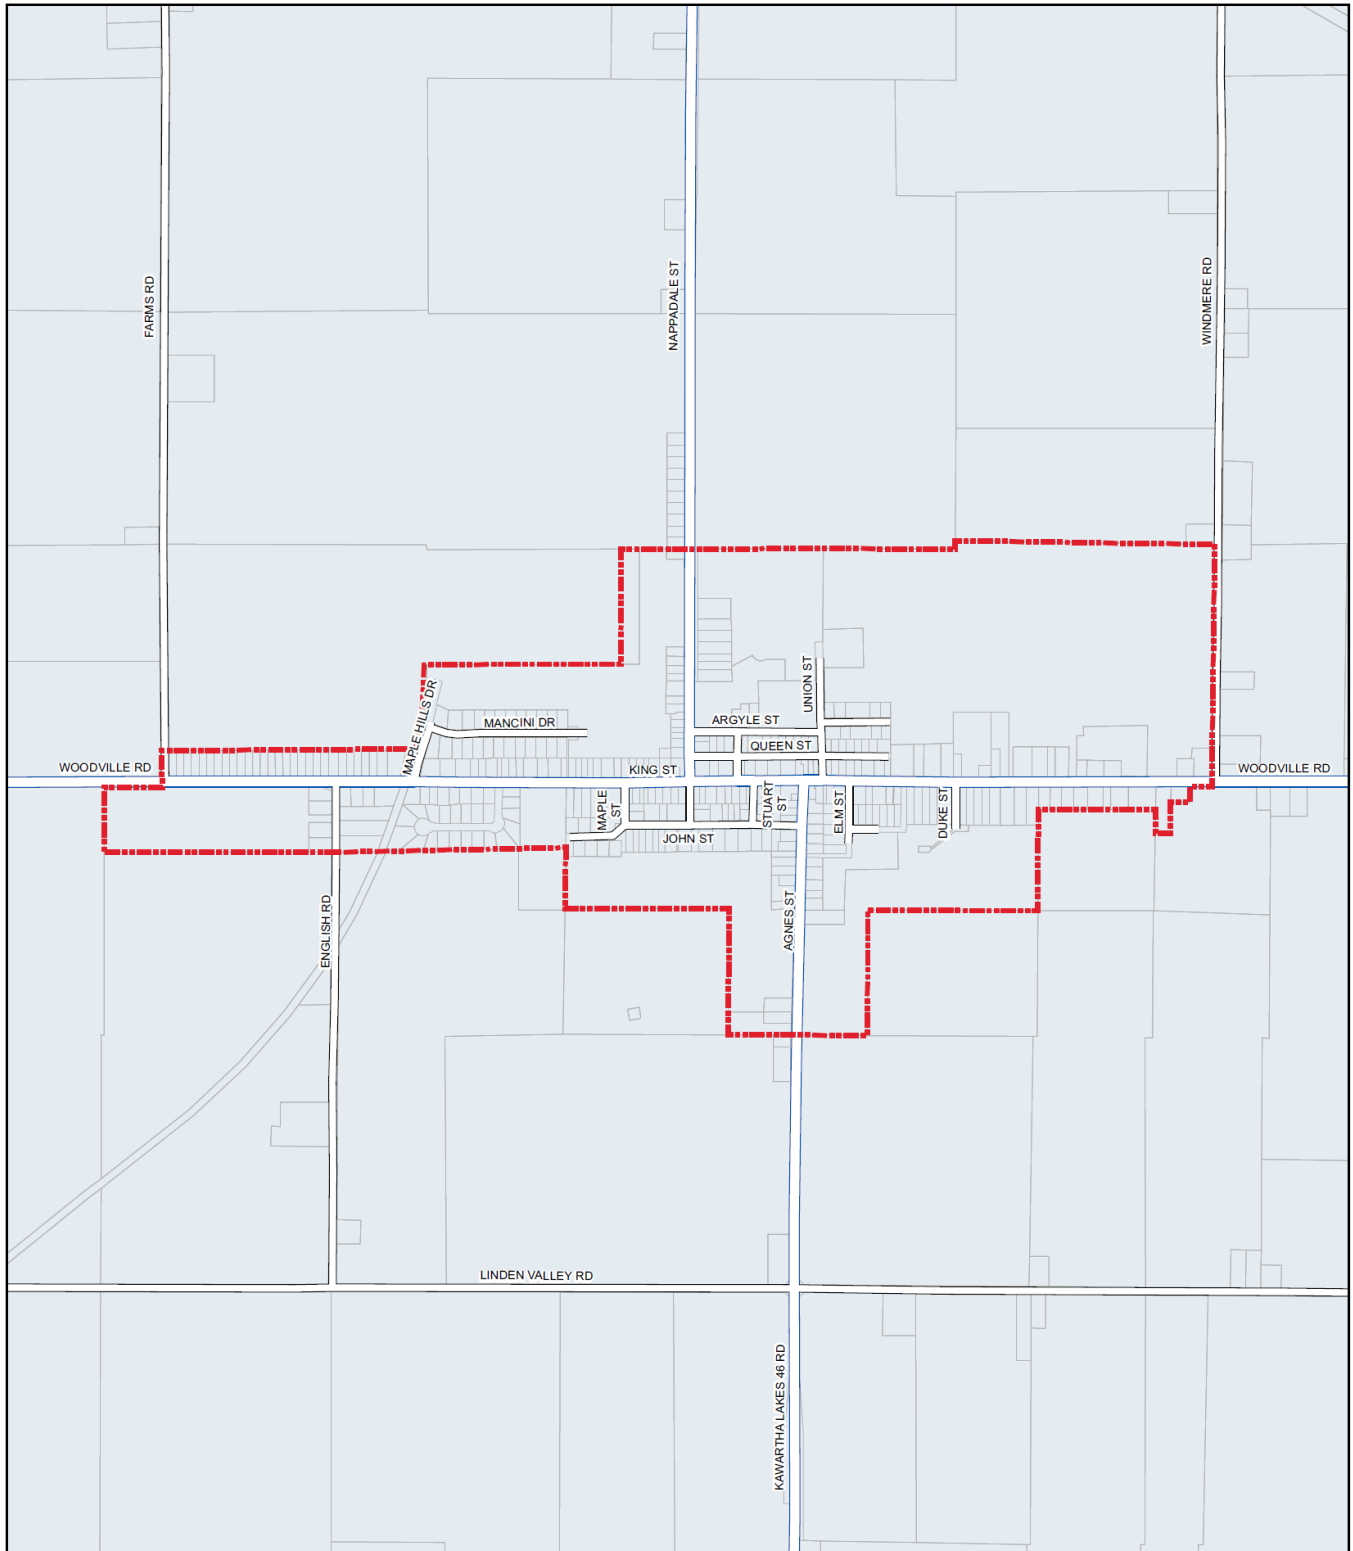 FARMS RD
NAPPADALE ST
WINDMERE RD
UNION ST
MAPLE HILLS DR
MANCINI DR
ARGYLE ST
QUEEN ST
WOODVILLE RD
KING ST
WOODVILLE RD
MAPLE
ST
STUART
ST
ELM ST
DUKE ST
JOHN ST
AGNES ST
ENGLISH RD
LINDEN VALLEY RD
KAWARTHA LAKES 46 RD